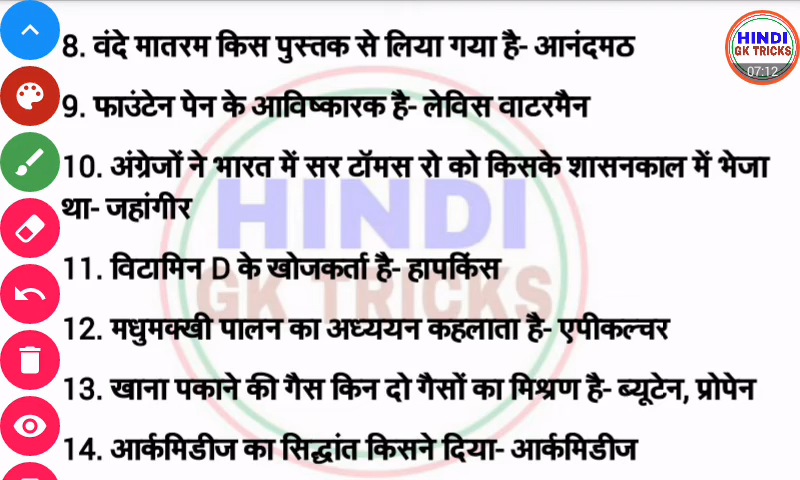 8. वंदे मातरम किस पुस्तक से लिया गया है- आनंदमठ
HINDI
GK TRICKS
07:12
9. फाउंटेन पेन के आविष्कारक है- लेविस वाटरमैन
10. अंग्रेजों ने भारत में सर टॉमस रो को किसके शासनकाल में भेजा
था- जहांगीर
HINDI
11. विटामिन D के खोजकर्ता है- हापकिंस
GK TRICKS
12. मधुमक्खी पालन का अध्ययन कहलाता है- एपीकल्चर
13. खाना पकाने की गैस किन दो गैसों का मिश्रण है- ब्यूटेन, प्रोपेन
14. आर्कमिडीज का सिद्धांत किसने दिया- आर्कमिडीज